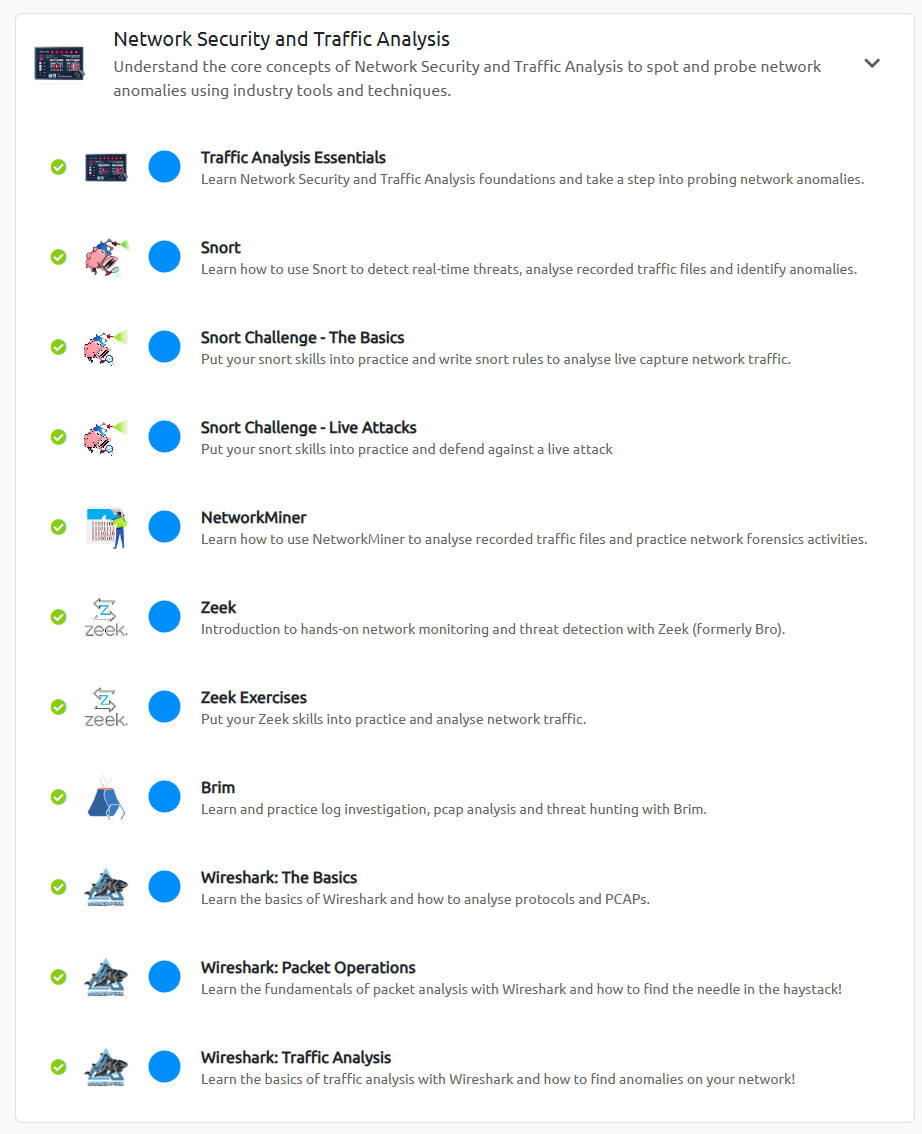 Network Security and Traffic Analysis
Understand the core concepts of Network Security and Traffic Analysis to spot and probe network
anomalies using industry tools and techniques.
Traffic Analysis Essentials
Learn Network Security and Traffic Analysis foundations and take a step into probing network anomalies.
Snort
Learn how to use Snort to detect real-time threats, analyse recorded traffic files and identify anomalies.
Snort Challenge - The Basics
Put your snort skills into practice and write snort rules to analyse live capture network traffic.
Snort Challenge - Live Attacks
Put your snort skills into practice and defend against a live attack
NetworkMiner
Learn how to use NetworkMiner to analyse recorded traffic files and practice network forensics activities.
zeek.
Zeek
Introduction to hands-on network monitoring and threat detection with Zeek (formerly Bro).
zeek.
Zeek Exercises
Put your Zeek skills into practice and analyse network traffic.
Brim
Learn and practice log investigation, pcap analysis and threat hunting with Brim.
Wireshark: The Basics
Learn the basics of Wireshark and how to analyse protocols and PCAPs.
Wireshark: Packet Operations
Learn the fundamentals of packet analysis with Wireshark and how to find the needle in the haystack!
Wireshark: Traffic Analysis
Learn the basics of traffic analysis with Wireshark and how to find anomalies on your network!